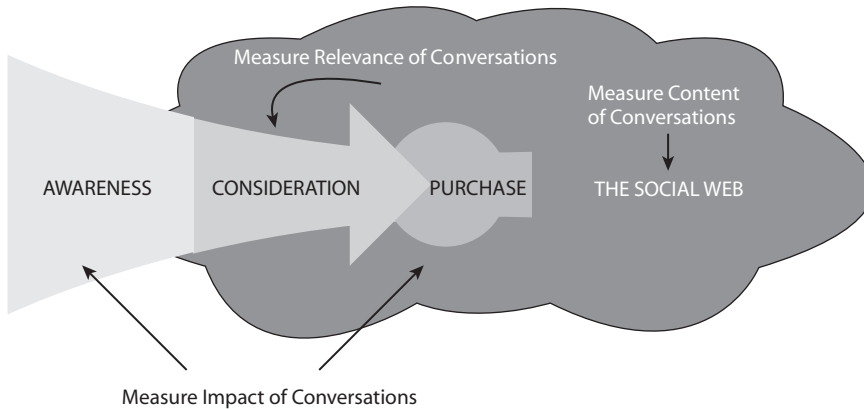 Measure Relevance of Conversations
Measure Content
of Conversations
AWARENESS
CONSIDERATION
PURCHASE
THE SOCIAL WEB
Measure Impact of Conversations